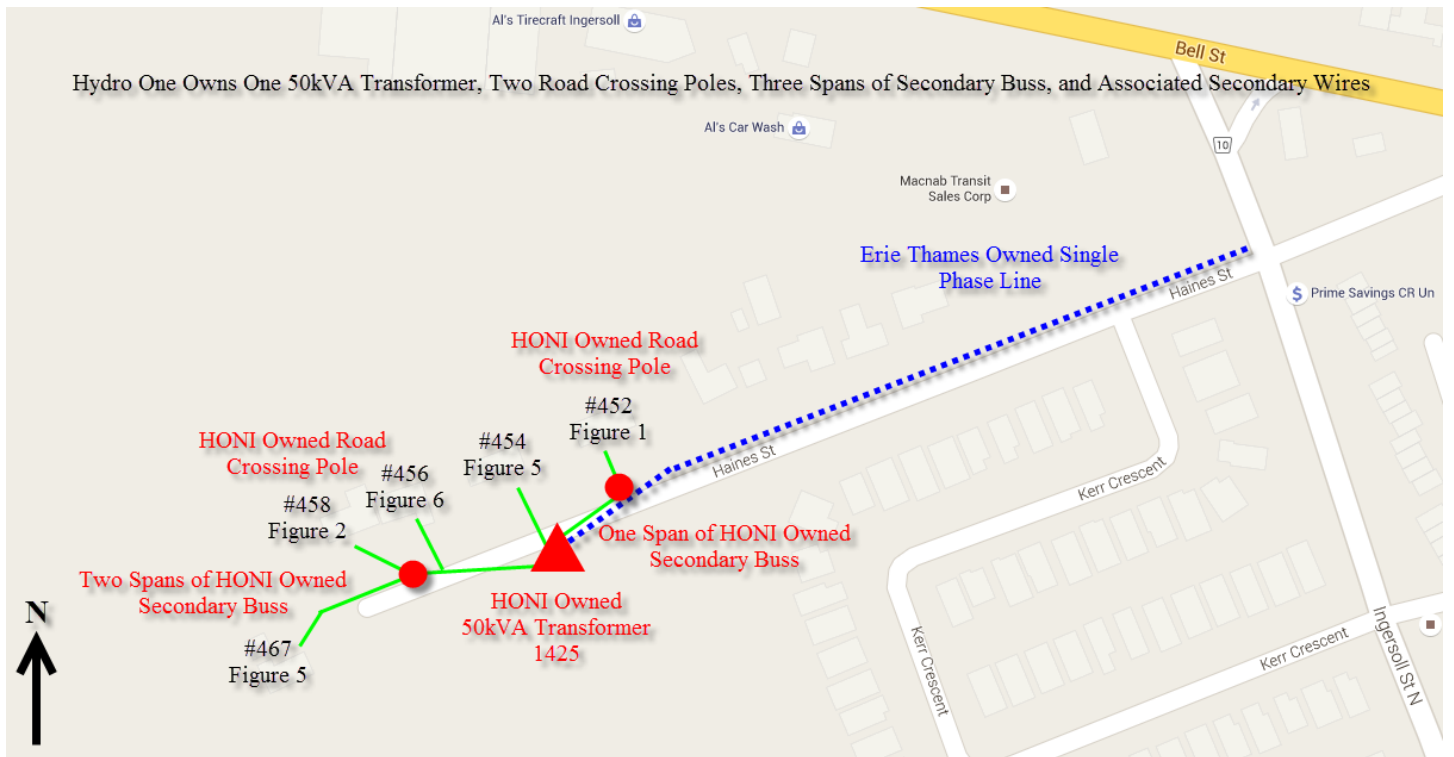 Al's Tirecraft Ingersoll
Bell St
Hydro One Owns One 50kVA Transformer, Two Road Crossing Poles, Three Spans of Secondary Buss, and Associated Secondary Wires
Al's Car Wash
10
Macnab Transit
Sales Corp
Erie Thames Owned Single
Phase Line
Haines St
$ Prime Savings CR Un
HONI Owned Road
Crossing Pole
#452
Figure 1
HONI Owned Road
Crossing Pole
#454
Figure 5
#456
Figure 6
#458
Figure 2
Haines St
Kerr Crescent
One Span of HONI Owned
Secondary Buss
Two Spans of HONI Owned
Secondary Buss
HONI Owned
50kVA Transformer
1425
N
#467
Figure 5
Kerr Crescent
Kerr Crescent
Ingersoll St N